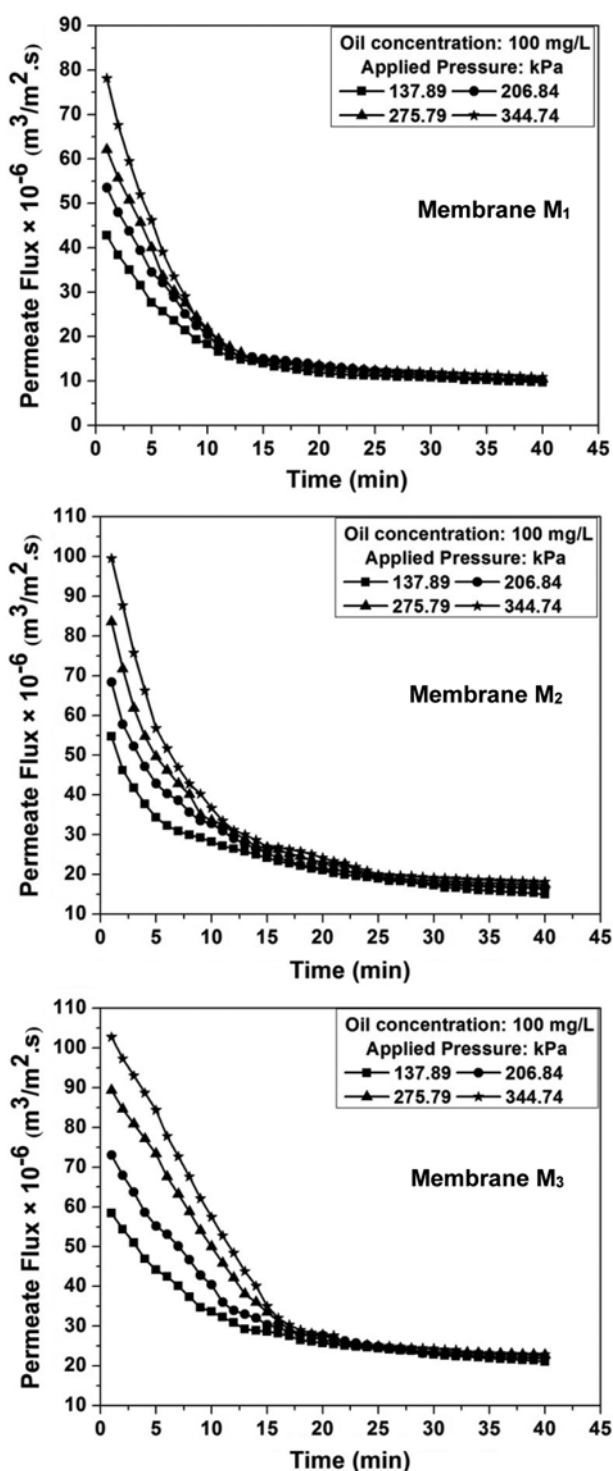 90
80
70
60
50
40
30
20
10
0
Permeate Flux × 10⁻⁶ (m³/m².s)
Oil concentration: 100 mg/L
Applied Pressure: kPa
137.89 206.84
275.79 344.74
Membrane M₁
0 5 10 15 20 25 30 35 40 45
Time (min)
110
100
90
80
70
60
50
40
30
20
10
Permeate Flux × 10⁻⁶ (m³/m².s)
Oil concentration: 100 mg/L
Applied Pressure: kPa
137.89 206.84
275.79 344.74
Membrane M₂
0 5 10 15 20 25 30 35 40 45
Time (min)
110
100
90
80
70
60
50
40
30
20
10
Permeate Flux × 10⁻⁶ (m³/m².s)
Oil concentration: 100 mg/L
Applied Pressure: kPa
137.89 206.84
275.79 344.74
Membrane M₃
0 5 10 15 20 25 30 35 40 45
Time (min)